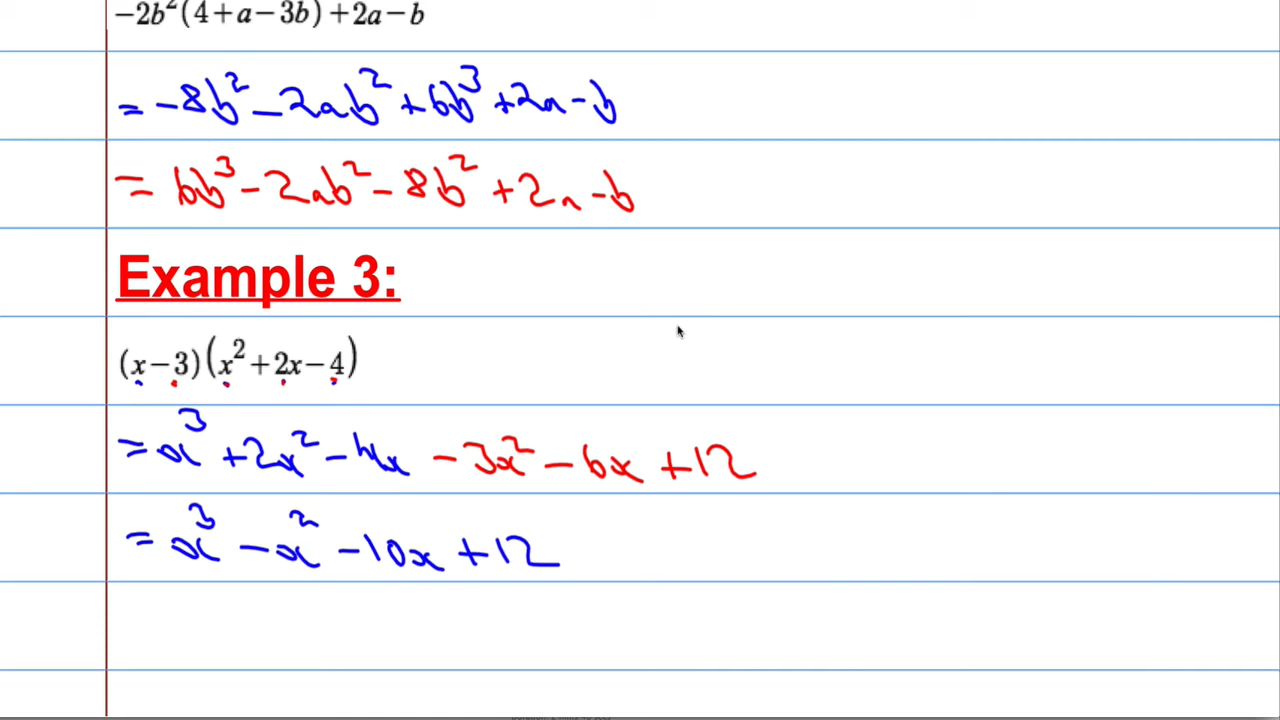 −2b²(4+a−3b)+2a−b
= −8b² − 2ab² + 6b³ + 2a − b
= 6b³ − 2ab² − 8b² + 2a − b
Example 3:
(x−3)(x²+2x−4)
= x³ + 2x² − 4x − 3x² − 6x + 12
= x³ − x² − 10x + 12